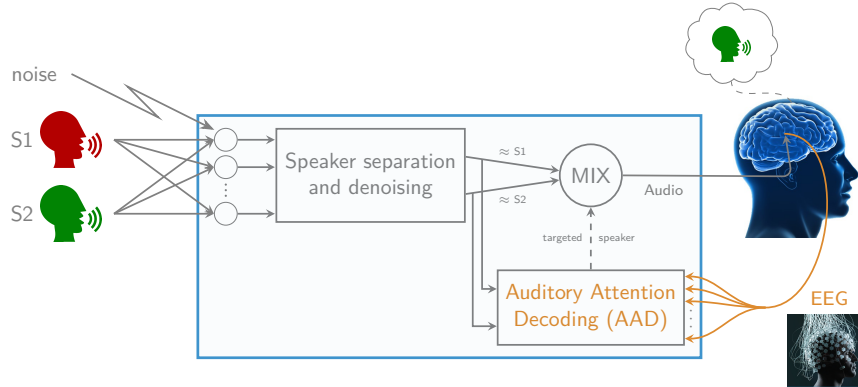 noise
S1
S2
Speaker separation
and denoising
≈ S1
≈ S2
MIX
Audio
targeted speaker
Auditory Attention
Decoding (AAD)
EEG